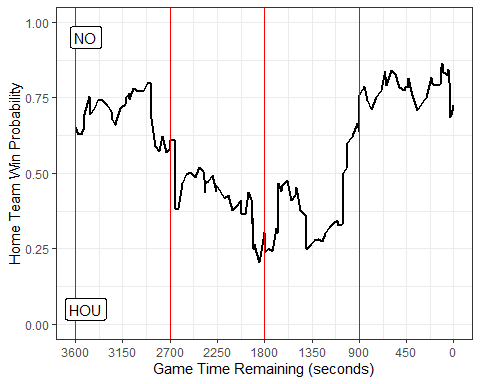 1.00
NO
0.75
0.50
0.25
HOU
0.00
Home Team Win Probability
3600 3150 2700 2250 1800 1350 900 450 0
Game Time Remaining (seconds)